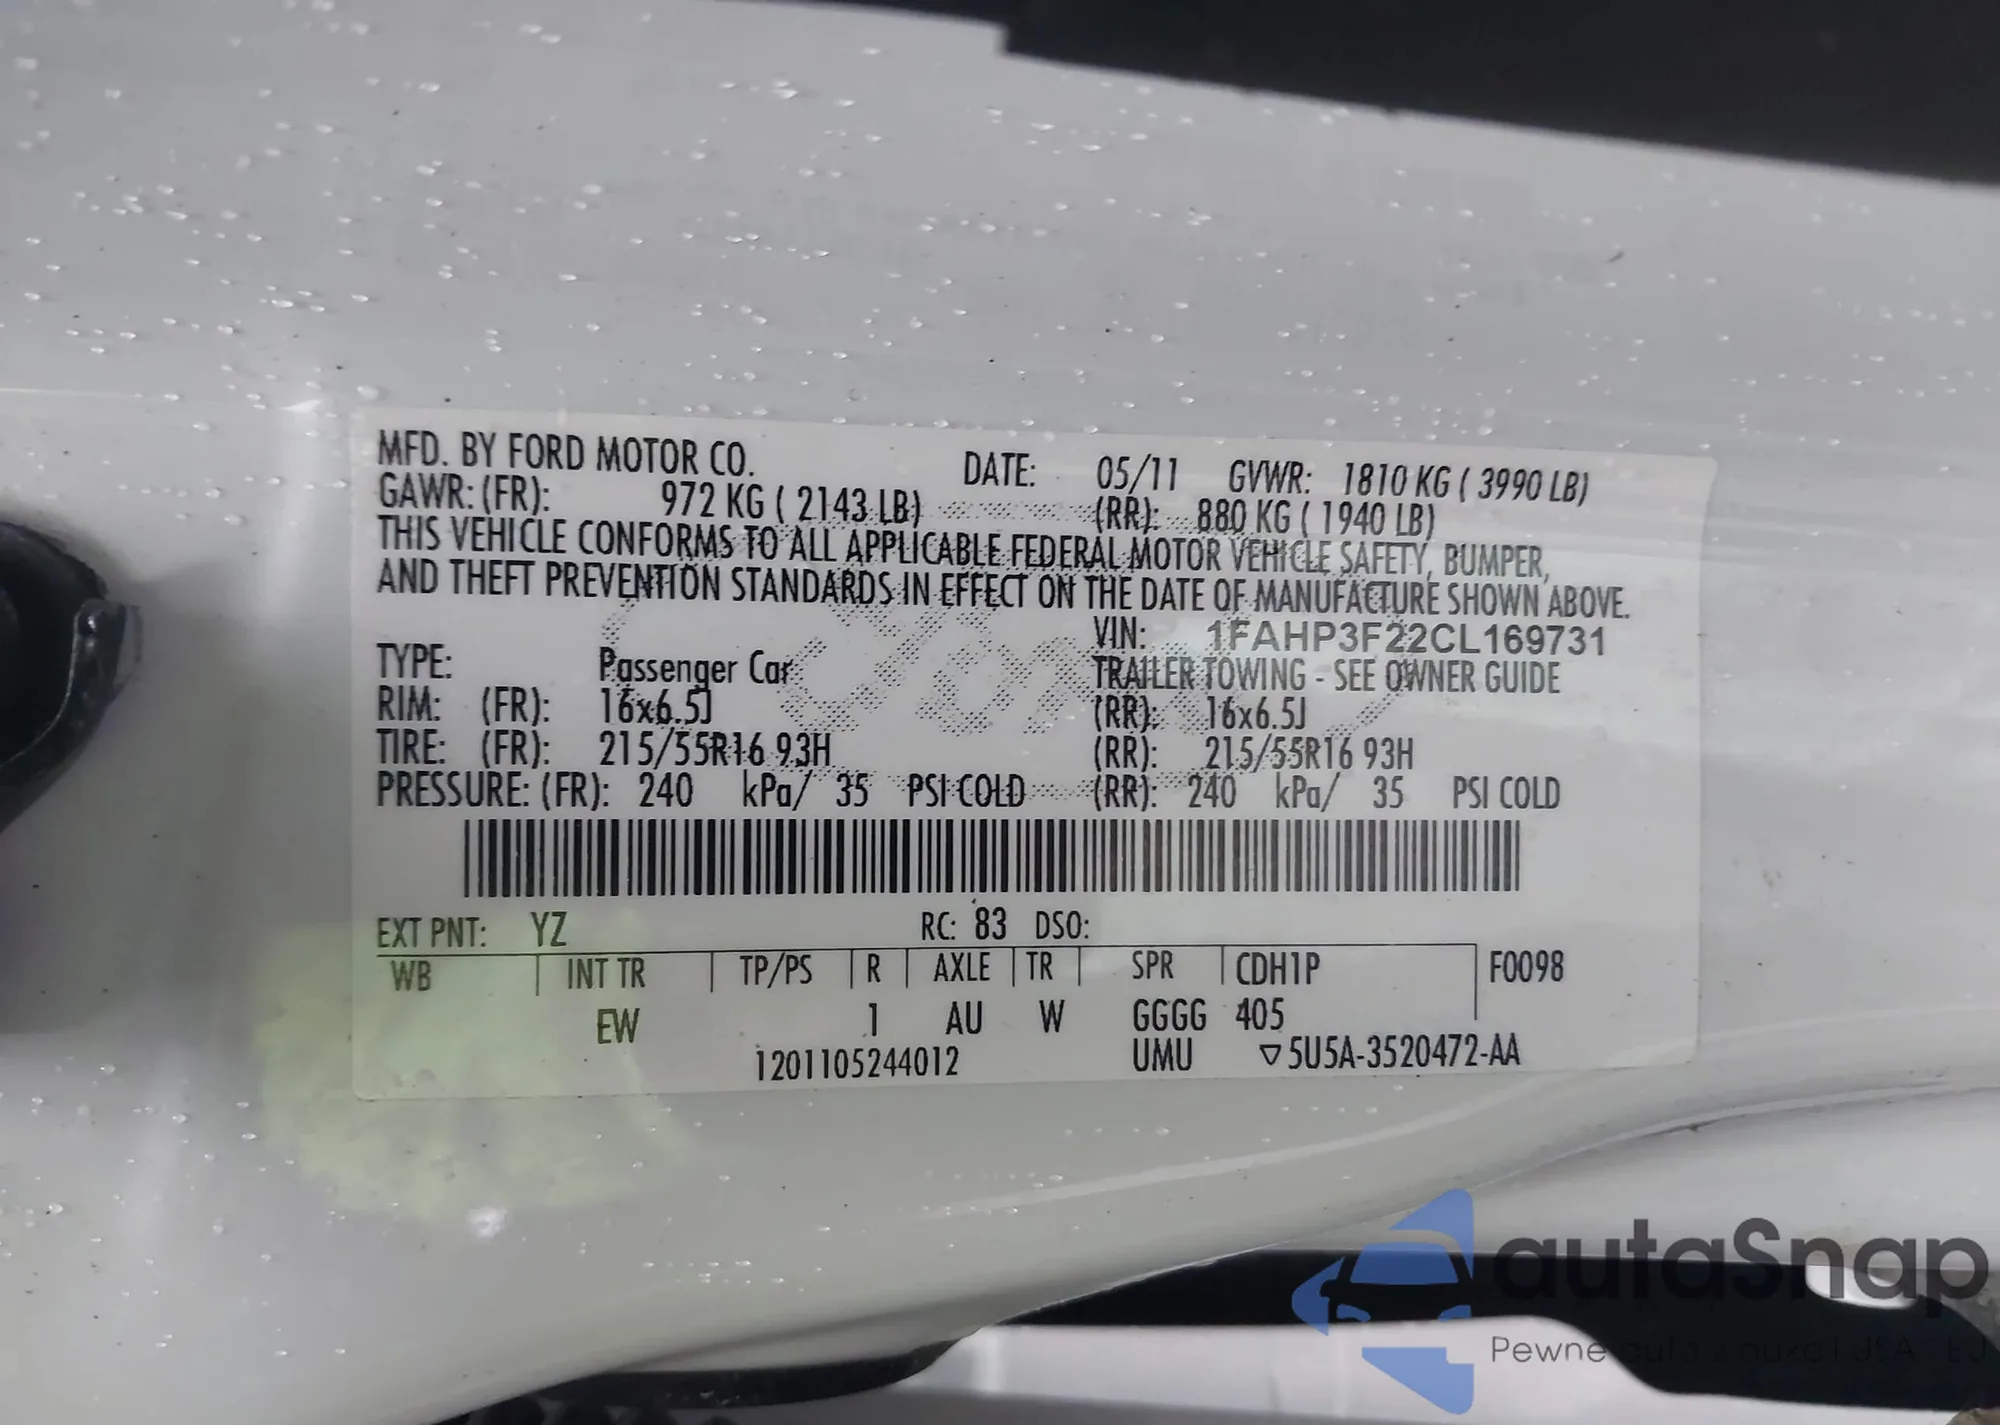 MFD. BY FORD MOTOR CO. DATE: 05/11 GVWR: 1810 KG ( 3990 LB)
GAWR: (FR): 972 KG ( 2143 LB) (RR): 880 KG ( 1940 LB)
THIS VEHICLE CONFORMS TO ALL APPLICABLE FEDERAL MOTOR VEHICLE SAFETY, BUMPER,
AND THEFT PREVENTION STANDARDS IN EFFECT ON THE DATE OF MANUFACTURE SHOWN ABOVE.
VIN: 1FAHP3F22CL169731
TYPE: Passenger Car TRAILER TOWING - SEE OWNER GUIDE
RIM: (FR): 16x6.5J (RR): 16x6.5J
TIRE: (FR): 215/55R16 93H (RR): 215/55R16 93H
PRESSURE: (FR): 240 kPa/ 35 PSI COLD (RR): 240 kPa/ 35 PSI COLD
EXT PNT: YZ RC: 83 DSO:
WB INT TR TP/PS R AXLE TR SPR CDH1P F0098
EW 1 AU W GGGG 405
1201105244012 UMU ▽5U5A-3520472-AA
autaSnap
Pewne auta z aukcji USA